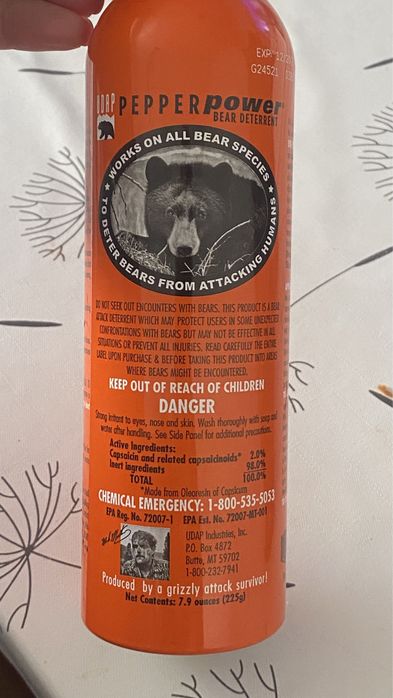 EXP: 12/20
G24521
UDAP PEPPER power
BEAR DETERRENT
WORKS ON ALL BEAR SPECIES
TO DETER BEARS FROM ATTACKING HUMANS
DO NOT SEEK OUT ENCOUNTERS WITH BEARS. THIS PRODUCT IS A BEAR
ATTACK DETERRENT WHICH MAY PROTECT USERS IN SOME UNEXPECTED
CONFRONTATIONS WITH BEARS BUT MAY NOT BE EFFECTIVE IN ALL
SITUATIONS OR PREVENT ALL INJURIES. READ CAREFULLY THE ENTIRE
LABEL UPON PURCHASE & BEFORE TAKING THIS PRODUCT INTO AREAS
WHERE BEARS MIGHT BE ENCOUNTERED.
KEEP OUT OF REACH OF CHILDREN
DANGER
Strong irritant to eyes, nose and skin. Wash thoroughly with soap and
water after handling. See Side Panel for additional precautions.
Active Ingredients:
Capsaicin and related capsaicinoids* 2.0%
Inert ingredients 98.0%
TOTAL 100.0%
*Made from Oleoresin of Capsicum
CHEMICAL EMERGENCY: 1-800-535-5053
EPA Reg. No. 72007-1 EPA Est. No. 72007-MT-001
UDAP Industries, Inc.
P.O. Box 4872
Butte, MT 59702
1-800-232-7941
Produced by a grizzly attack survivor!
Net Contents: 7.9 ounces (225g)